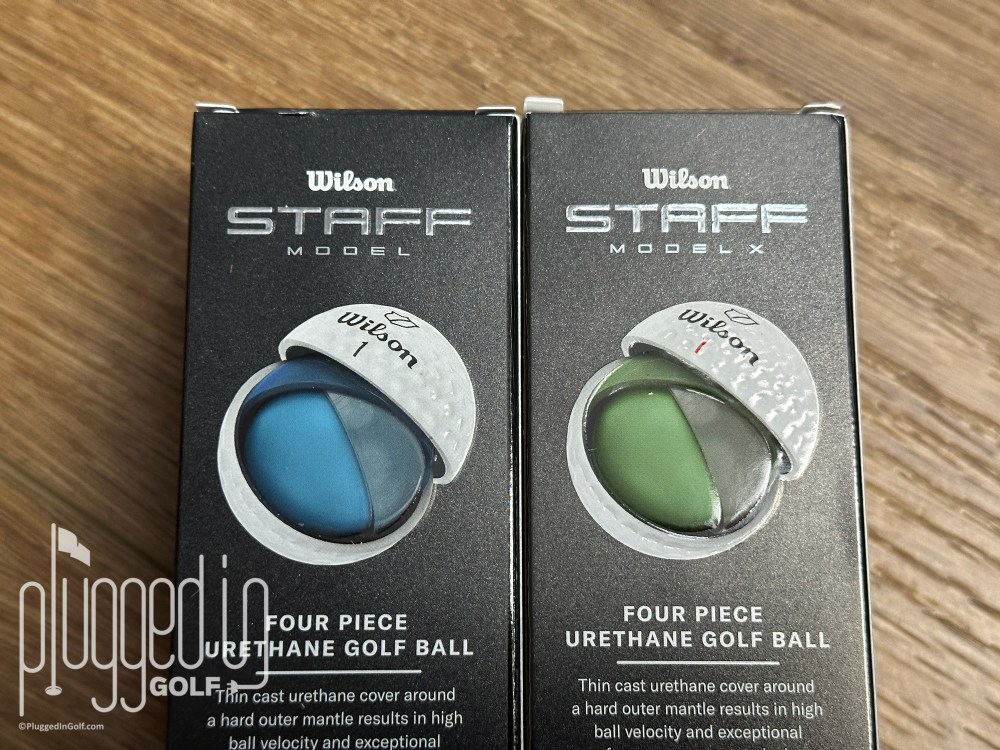 Wilson
STAFF
MODEL
Wilson
1
FOUR PIECE
URETHANE GOLF BALL
Thin cast urethane cover around
a hard outer mantle results in high
ball velocity and exceptional
Wilson
STAFF
MODEL X
Wilson
1
FOUR PIECE
URETHANE GOLF BALL
Thin cast urethane cover around
a hard outer mantle results in high
ball velocity and exceptional
pluggedin
GOLF
©PluggedInGolf.com